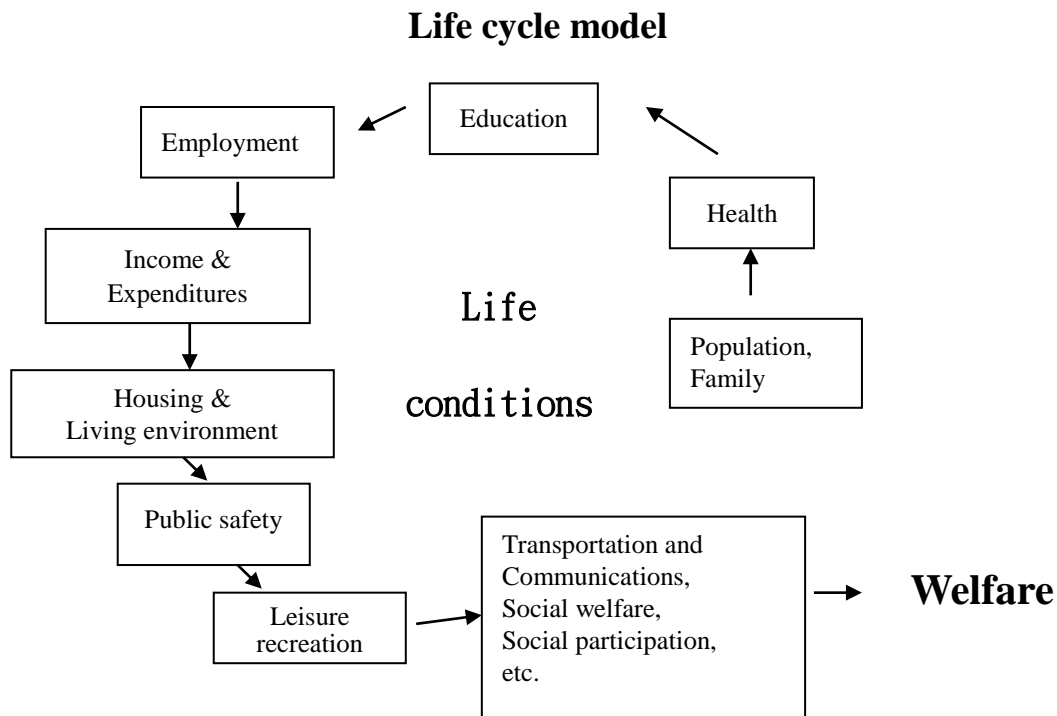 Life cycle model
Education
Employment
Health
Income &
Expenditures
Life
conditions
Population,
Family
Housing &
Living environment
Public safety
Transportation and
Communications,
Social welfare,
Social participation,
etc.
Welfare
Leisure
recreation